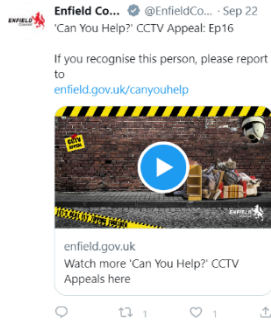 Enfield Co... @EnfieldCo... · Sep 22
'Can You Help?' CCTV Appeal: Ep16
If you recognise this person, please report
to
enfield.gov.uk/canyouhelp
CCTV
ENFIELD
enfield.gov.uk
Watch more 'Can You Help?' CCTV
Appeals here
1
1